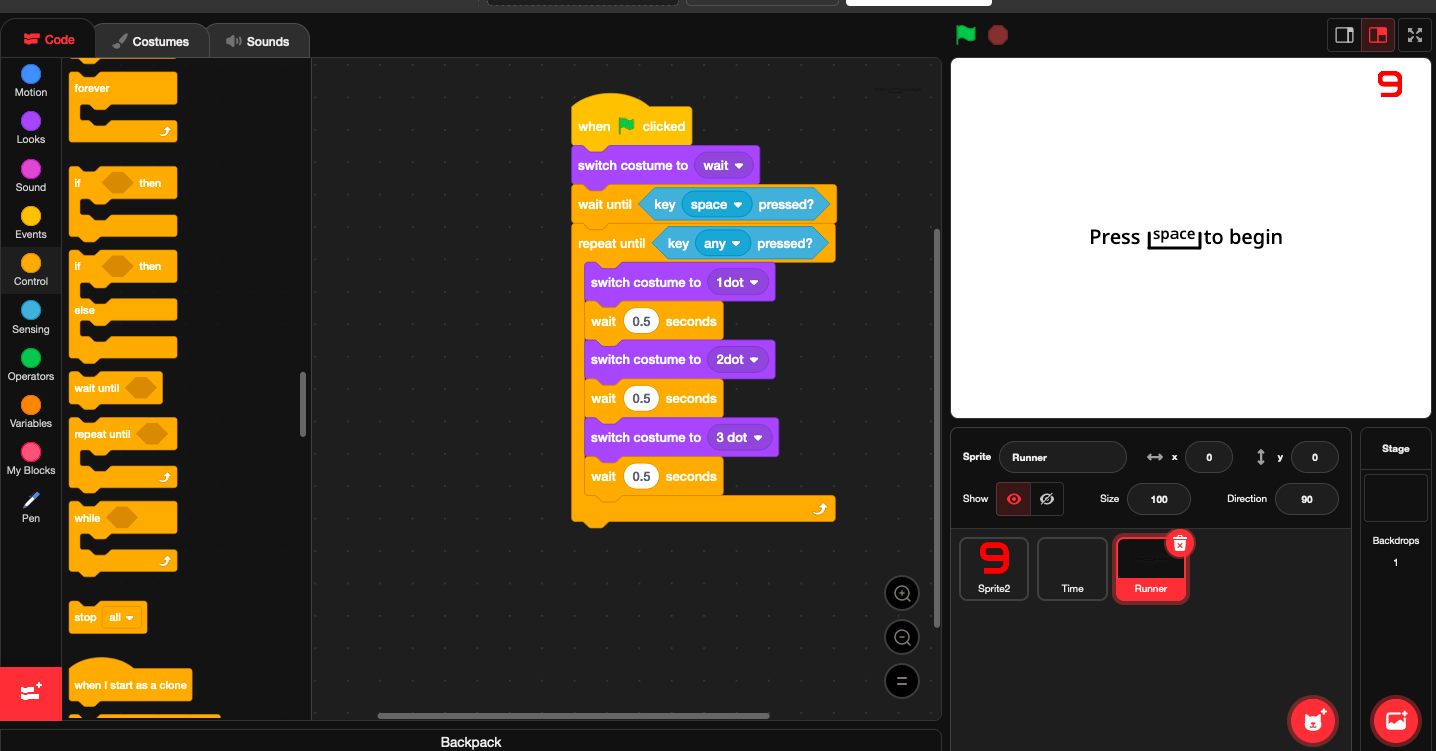 Code
Costumes
Sounds
Motion
Looks
Sound
Events
Control
Sensing
Operators
Variables
My Blocks
Pen
forever
if then
if then
else
wait until
repeat until
while
stop all
when I start as a clone
when clicked
switch costume to wait
wait until key space pressed?
repeat until key any pressed?
switch costume to 1dot
wait 0.5 seconds
switch costume to 2dot
wait 0.5 seconds
switch costume to 3 dot
wait 0.5 seconds
Backpack
9
Press space to begin
Sprite Runner x 0 y 0
Show Size 100 Direction 90
9
Sprite2
Time
Runner
Stage
Backdrops
1